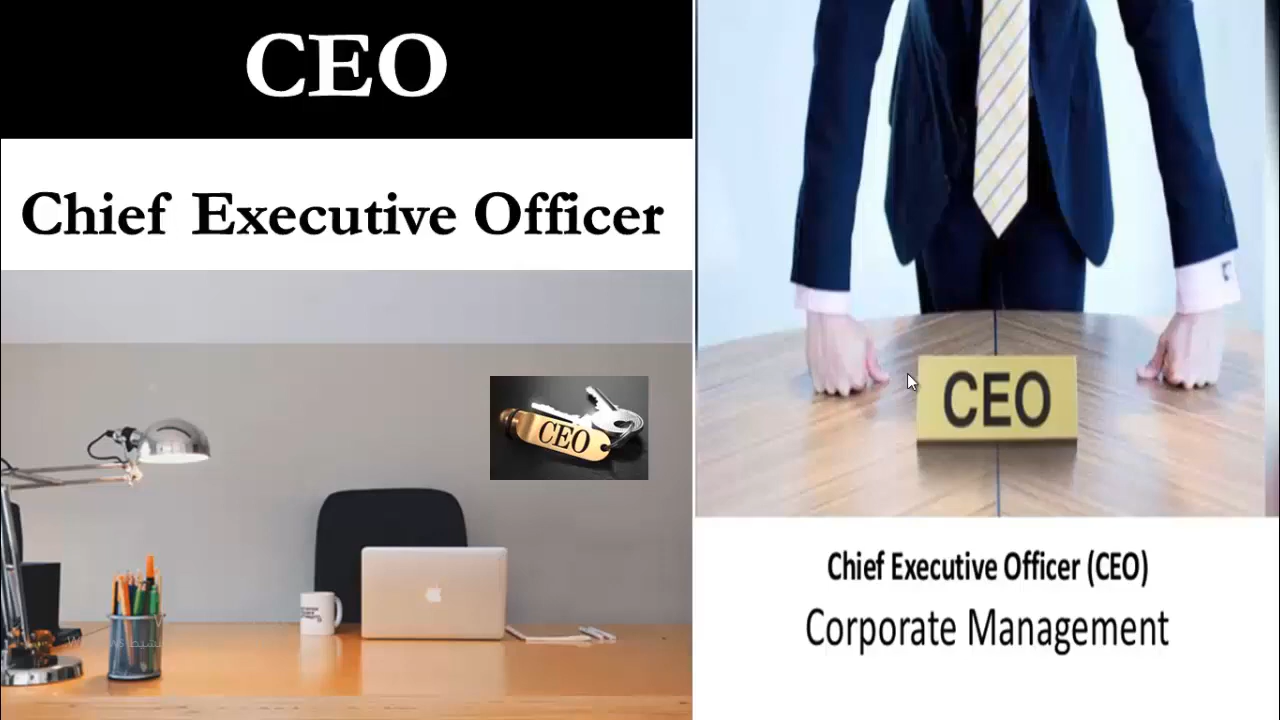 CEO
Chief Executive Officer
CEO
CEO
Chief Executive Officer (CEO)
Corporate Management